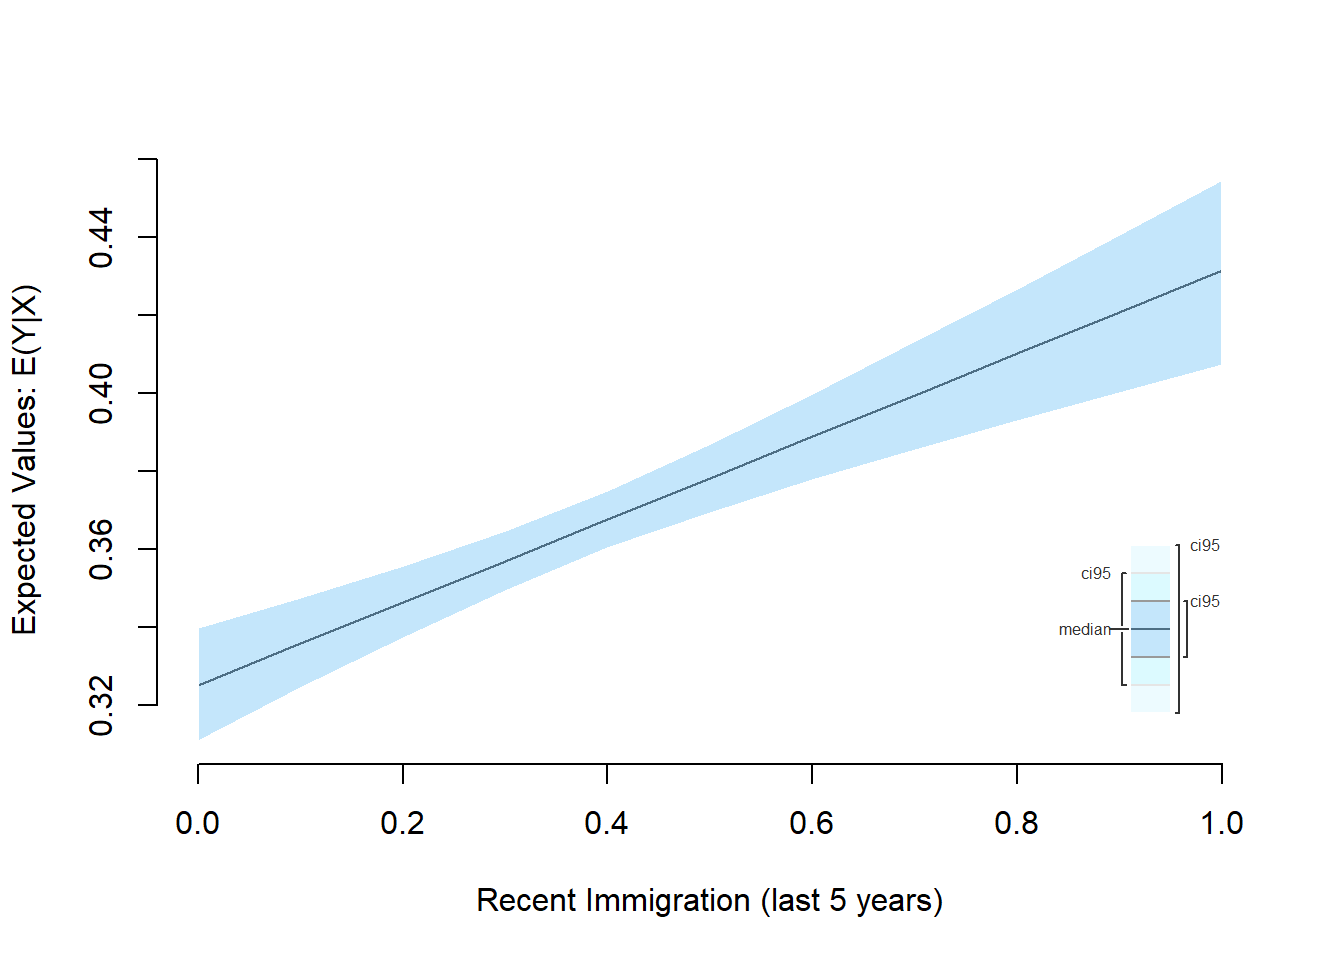 Expected Values: E(Y|X)
0.44
0.40
0.36
0.32
ci95
ci95
ci95
median
0.0 0.2 0.4 0.6 0.8 1.0
Recent Immigration (last 5 years)